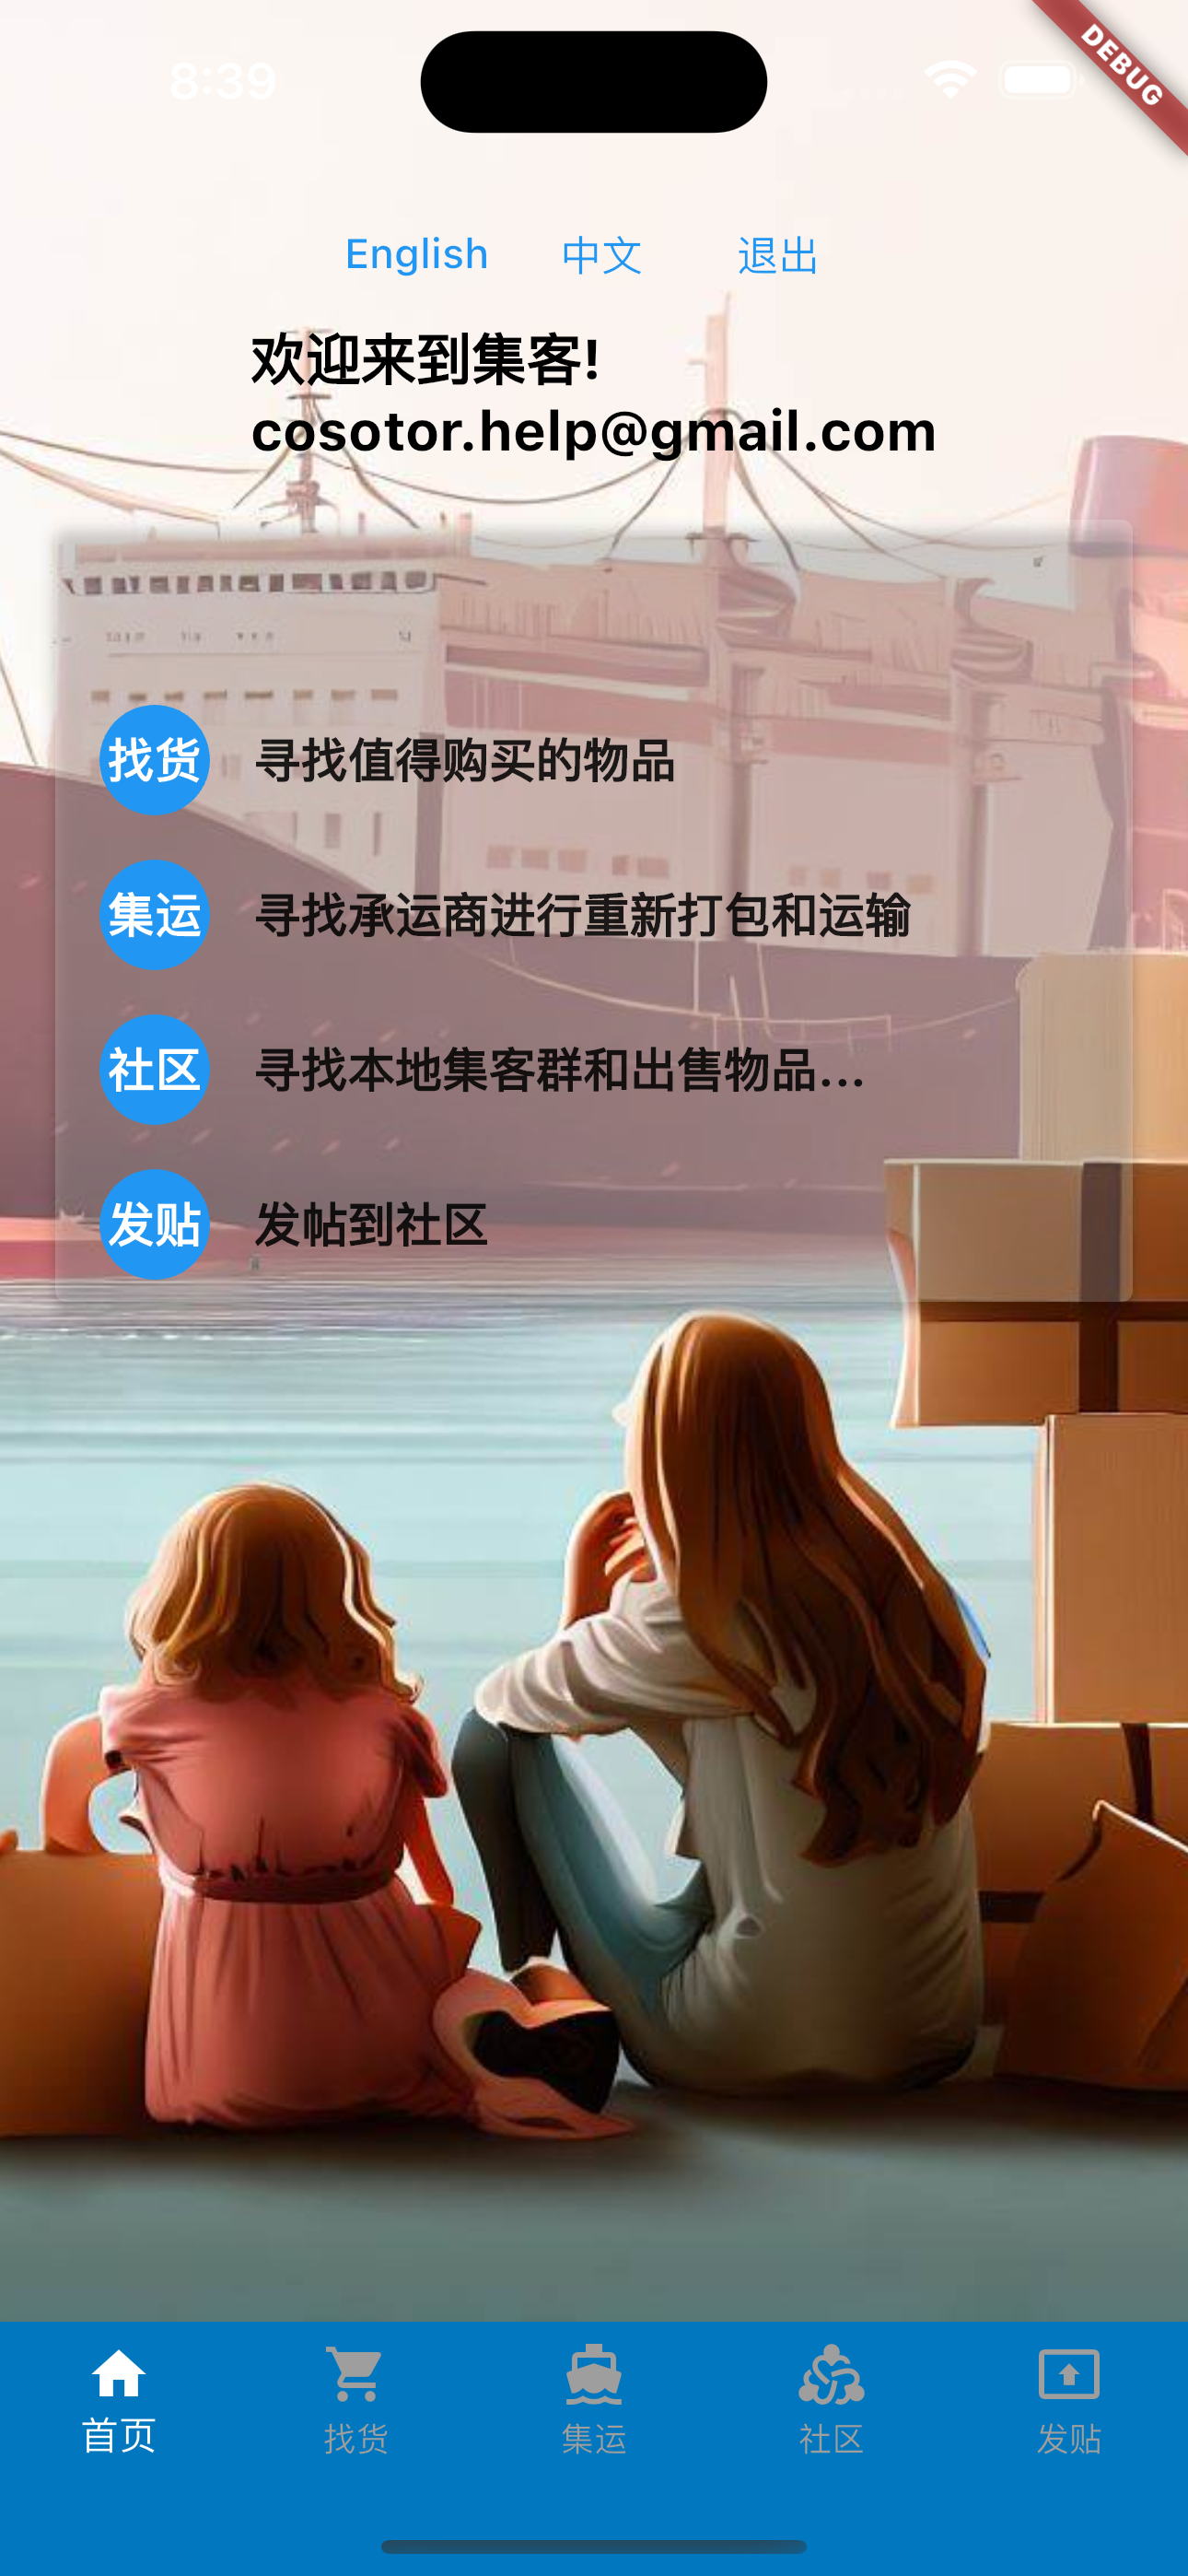 8:39
DEBUG
English 中文 退出
欢迎来到集客!
cosotor.help@gmail.com
找货 寻找值得购买的物品
集运 寻找承运商进行重新打包和运输
社区 寻找本地集客群和出售物品...
发贴 发帖到社区
首页 找货 集运 社区 发贴